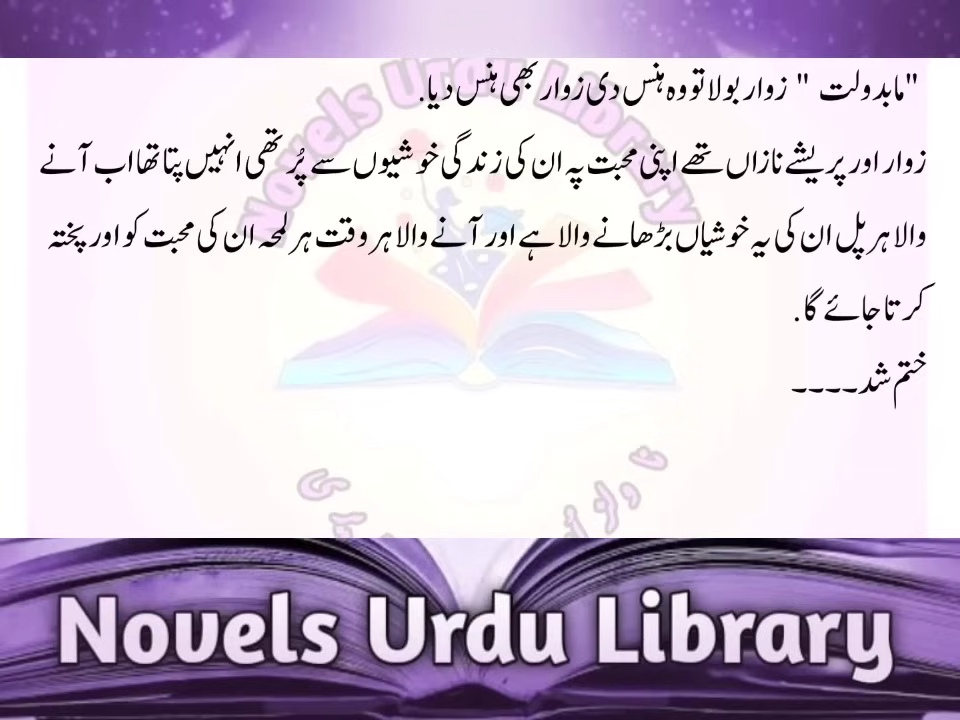 "مابدولت " زوار بولا تو وہ ہنس دی زوار بھی ہنس دیا.
زوار اور پریشے نازاں تھے اپنی محبت پہ ان کی زندگی خوشیوں سے پُر تھی انہیں پتا تھا اب آنے
والا ہر پل ان کی یہ خوشیاں بڑھانے والا ہے اور آنے والا ہر وقت ہر لمحہ ان کی محبت کو اور پختہ
کرتا جائے گا.
ختم شد۔۔۔۔
Novels Urdu Library
Novels Urdu Library